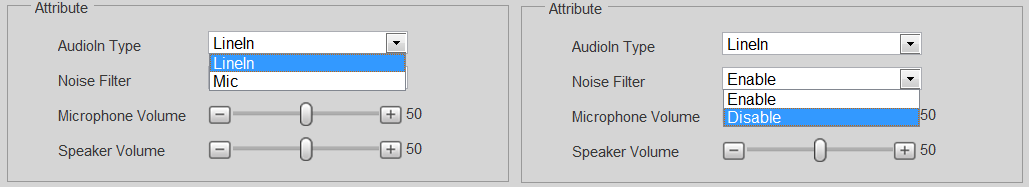 Attribute
AudioIn Type LineIn
LineIn
Noise Filter Mic
Microphone Volume 50
Speaker Volume 50
Attribute
AudioIn Type LineIn
Noise Filter Enable
Enable
Microphone Volume Disable 50
Speaker Volume 50